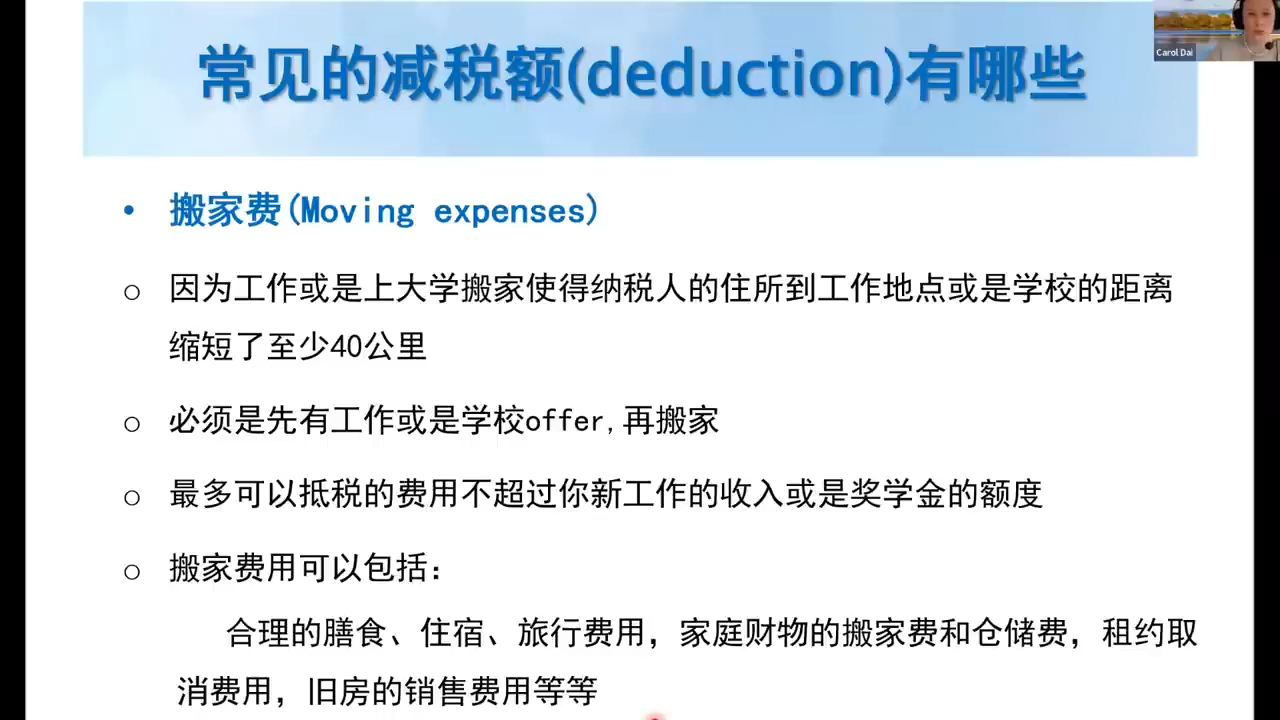 常见的减税额(deduction)有哪些
Carol Dai
• 搬家费(Moving expenses)
○ 因为工作或是上大学搬家使得纳税人的住所到工作地点或是学校的距离
缩短了至少40公里
○ 必须是先有工作或是学校offer,再搬家
○ 最多可以抵税的费用不超过你新工作的收入或是奖学金的额度
○ 搬家费用可以包括：
合理的膳食、住宿、旅行费用，家庭财物的搬家费和仓储费，租约取
消费用，旧房的销售费用等等